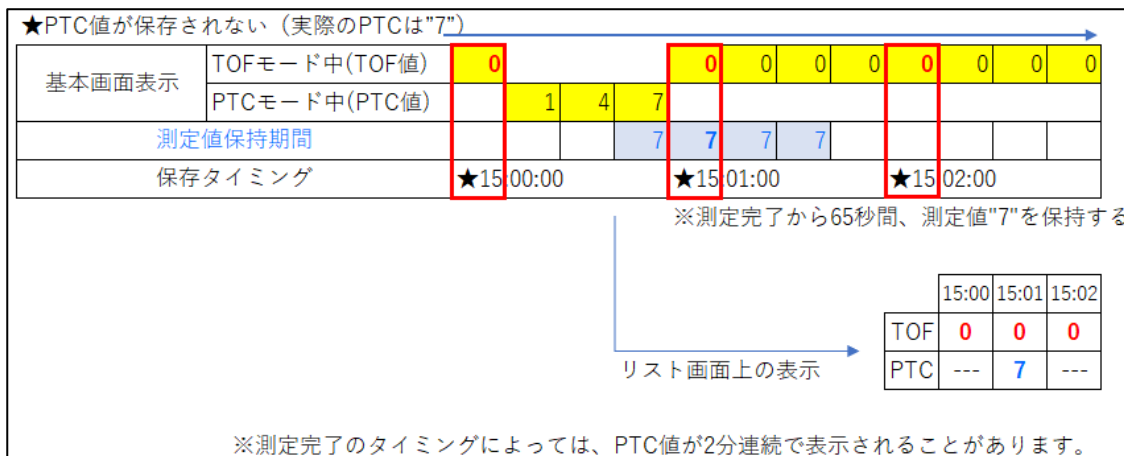 ★PTC値が保存されない（実際のPTCは”7”）
基本画面表示 TOFモード中(TOF値) 0 0 0 0 0 0 0 0 0
PTCモード中(PTC値) 1 4 7
測定値保持期間 7 7 7 7
保存タイミング ★15:00:00 ★15:01:00 ★15:02:00
※測定完了から65秒間、測定値"7"を保持する
15:00 15:01 15:02
TOF 0 0 0
PTC --- 7 ---
リスト画面上の表示
※測定完了のタイミングによっては、PTC値が2分連続で表示されることがあります。